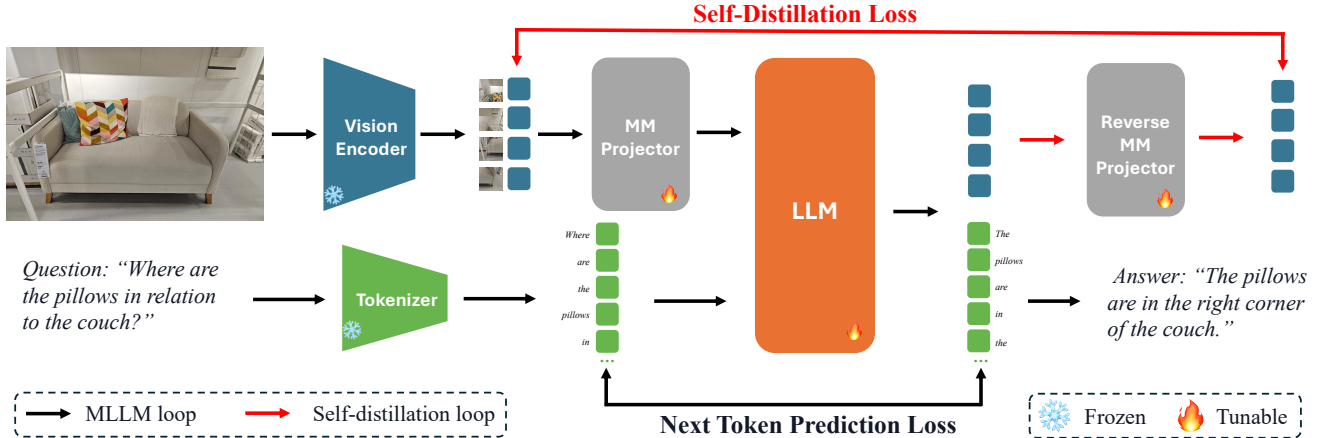 Self-Distillation Loss
Vision
Encoder
MM
Projector
LLM
Reverse
MM
Projector
Question: “Where are
the pillows in relation
to the couch?”
Tokenizer
Where
are
the
pillows
in
...
The
pillows
are
in
the
...
Answer: “The pillows
are in the right corner
of the couch.”
MLLM loop
Self-distillation loop
Next Token Prediction Loss
Frozen
Tunable